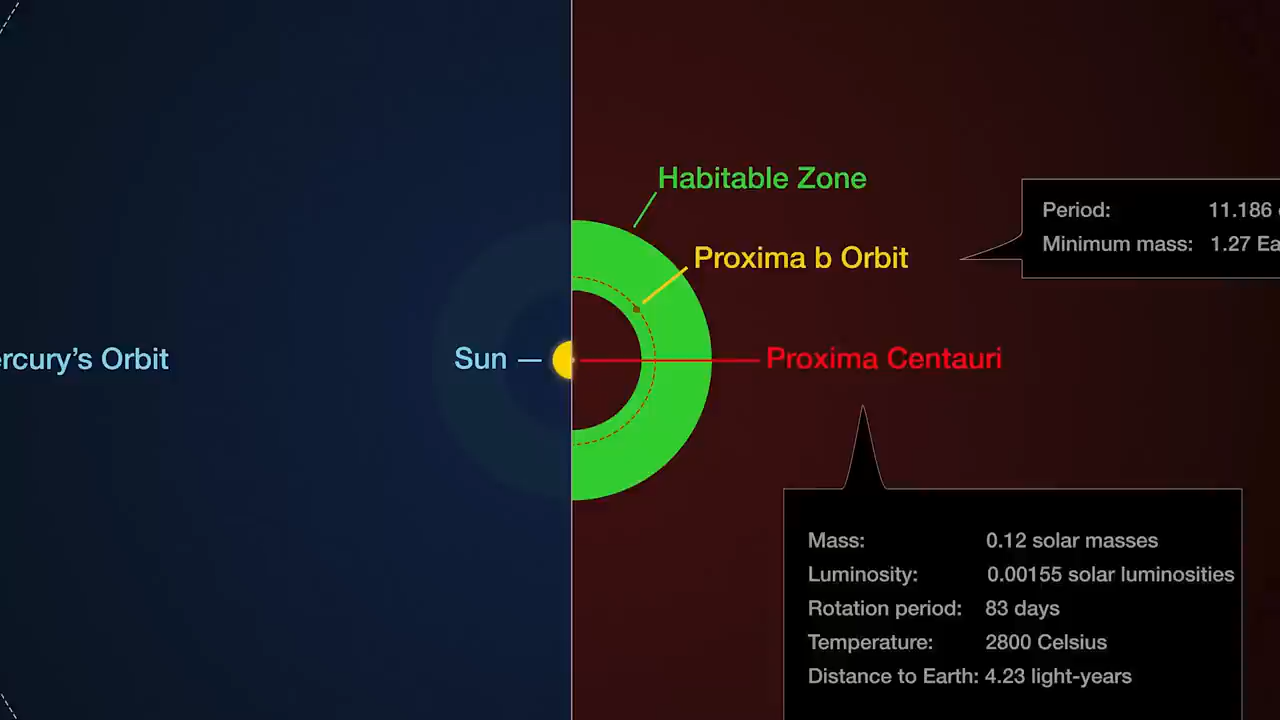 Habitable Zone
Period: 11.186
Minimum mass: 1.27
Proxima b Orbit
Orbit
Sun
Proxima Centauri
Mass: 0.12 solar masses
Luminosity: 0.00155 solar luminosities
Rotation period: 83 days
Temperature: 2800 Celsius
Distance to Earth: 4.23 light-years